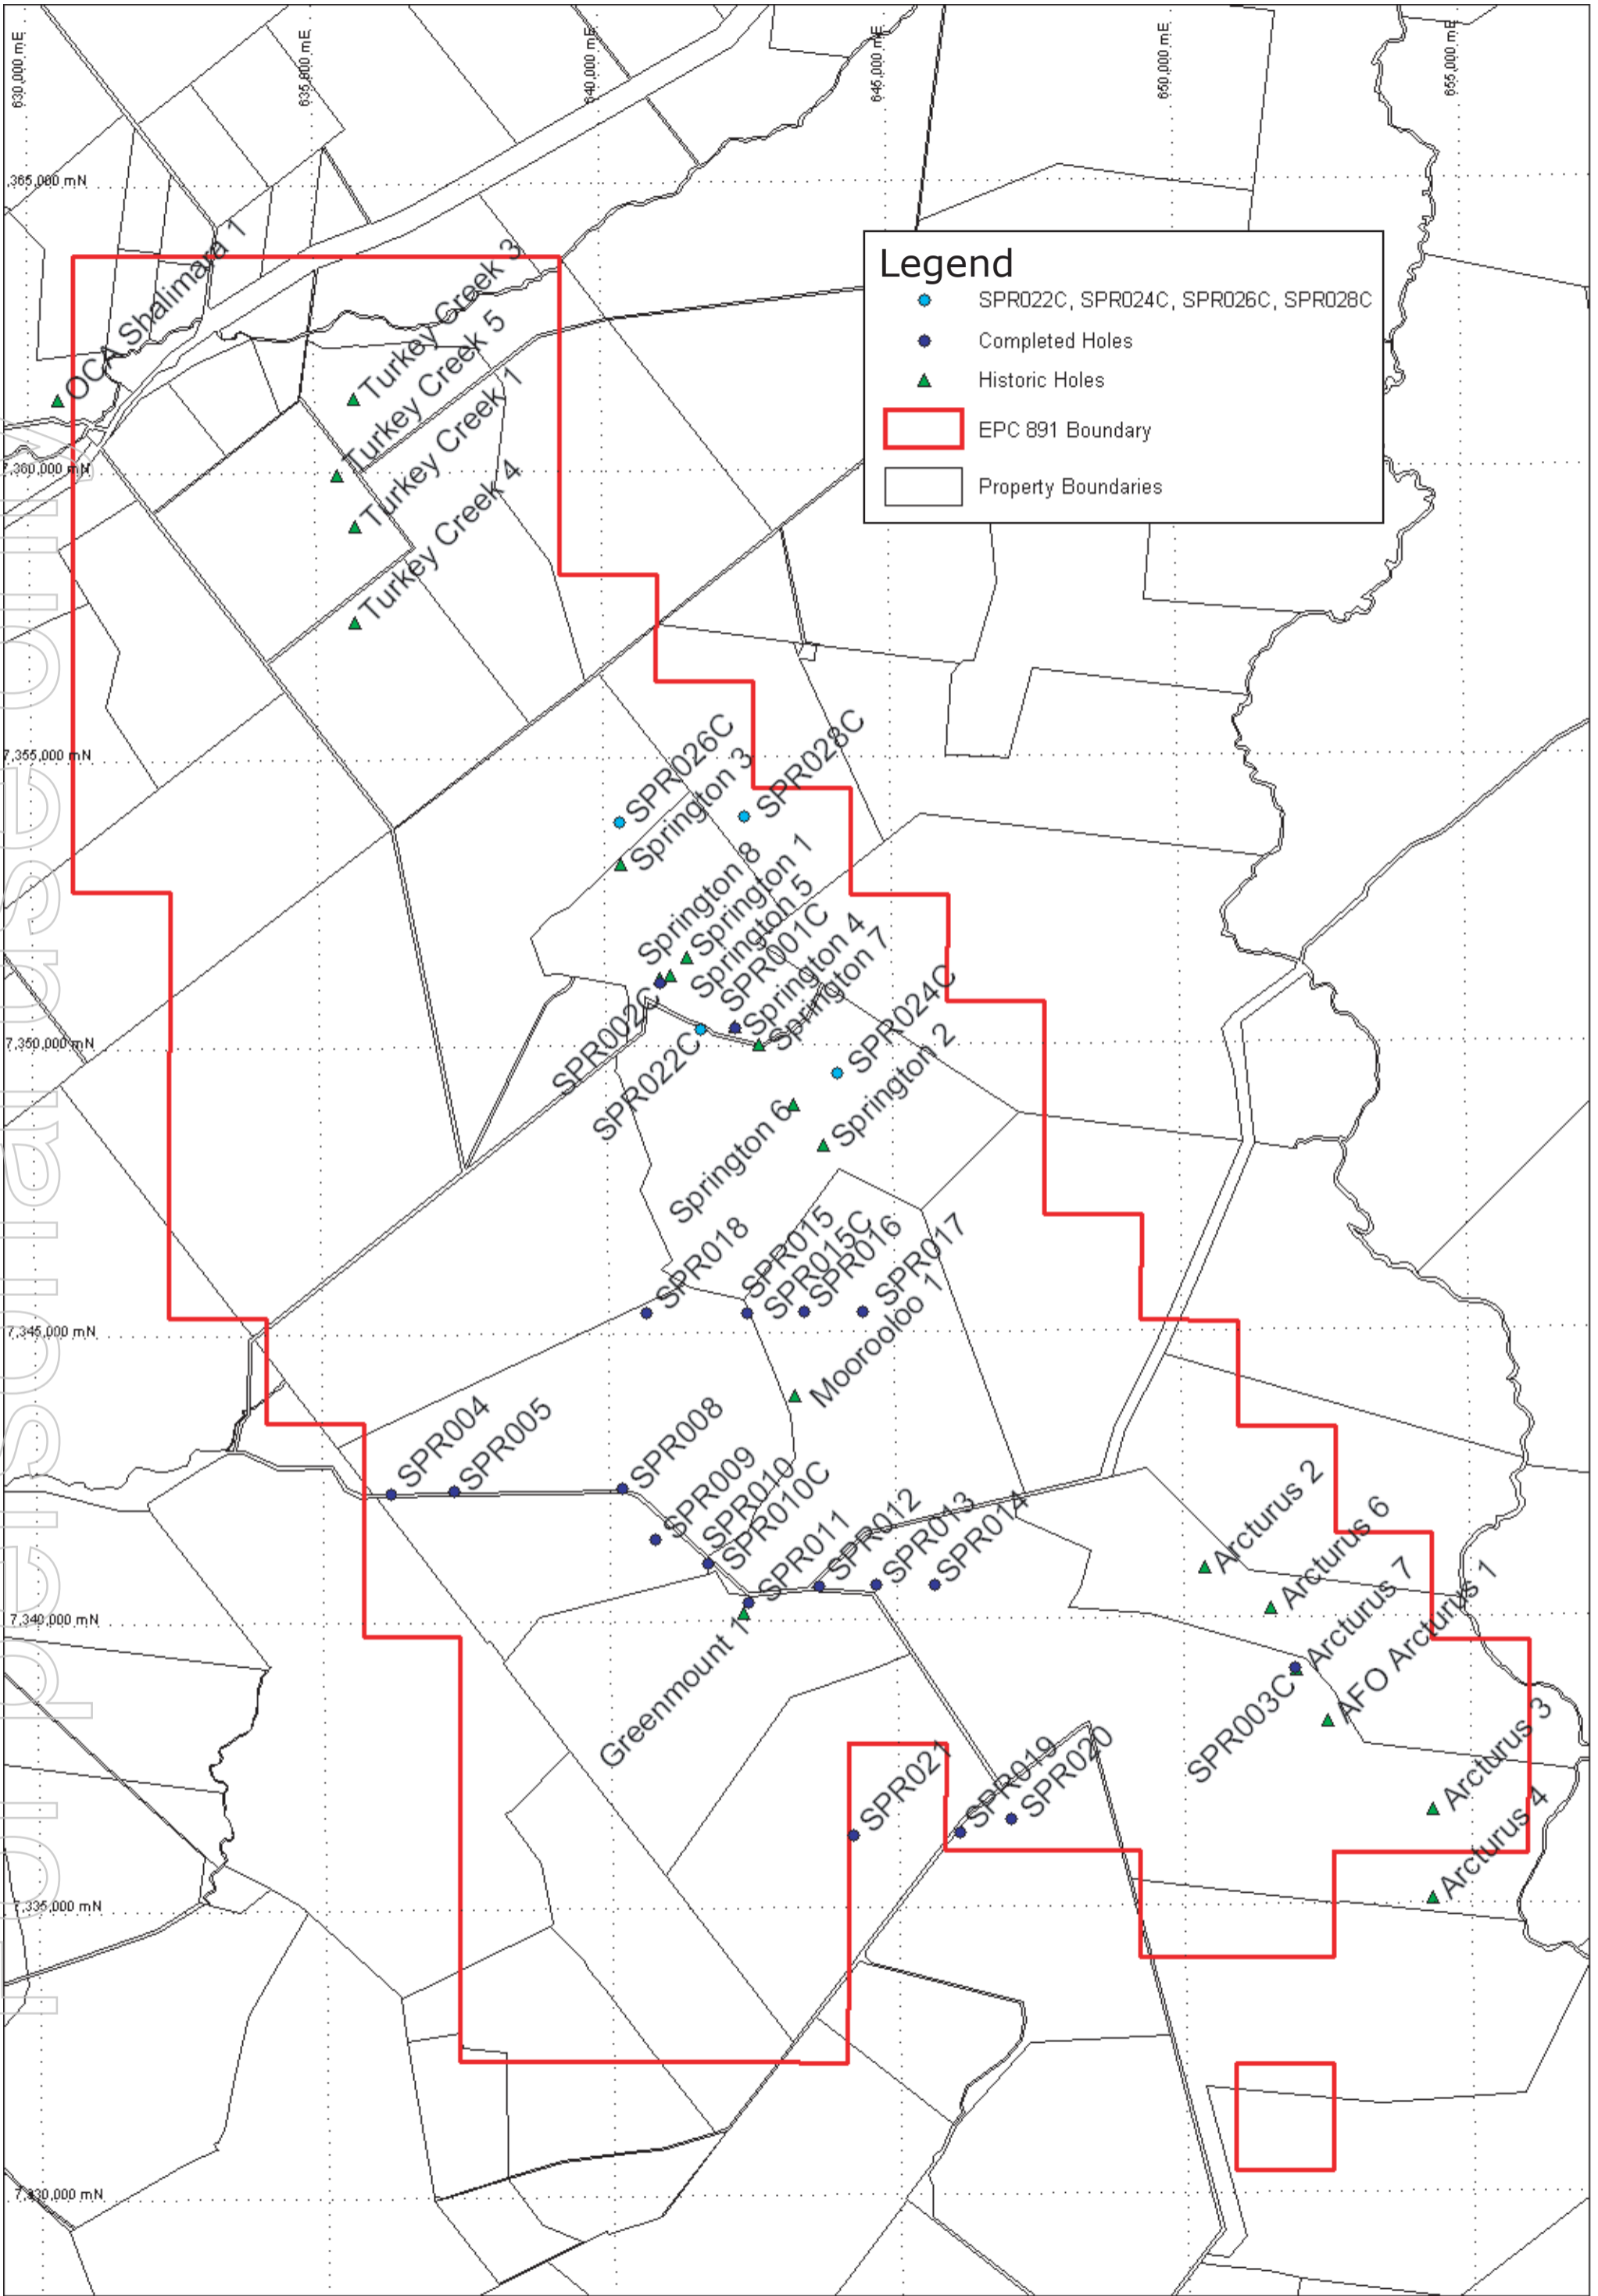 630,000 mE
635,000 mE
640,000 mE
645,000 mE
650,000 mE
655,000 mE
,365,000 mN
Legend
SPR022C, SPR024C, SPR026C, SPR028C
Completed Holes
Historic Holes
EPC 891 Boundary
Property Boundaries
OCA Shalimara 1
Turkey Creek 3
Turkey Creek 5
Turkey Creek 1
Turkey Creek 4
7,360,000 mN
7,355,000 mN
SPR026C
SPR028C
Springton 3
Springton 8
Springton 1
Springton 5
SPR001C
Springton 4
Springton 7
SPR002C
SPR022C
SPR024C
7,350,000 mN
Springton 2
Springton 6
SPR018
SPR015
SPR015C
SPR016
SPR017
7,345,000 mN
Moorooloo 1
SPR004
SPR005
SPR008
SPR009
SPR010
SPR010C
SPR011
SPR012
SPR013
SPR014
Arcturus 2
Arcturus 6
Arcturus 7
AFO Arcturus 1
7,340,000 mN
Greenmount 1
SPR003C
SPR021
SPR019
SPR020
Arcturus 3
Arcturus 4
7,335,000 mN
7,330,000 mN
For personal use only